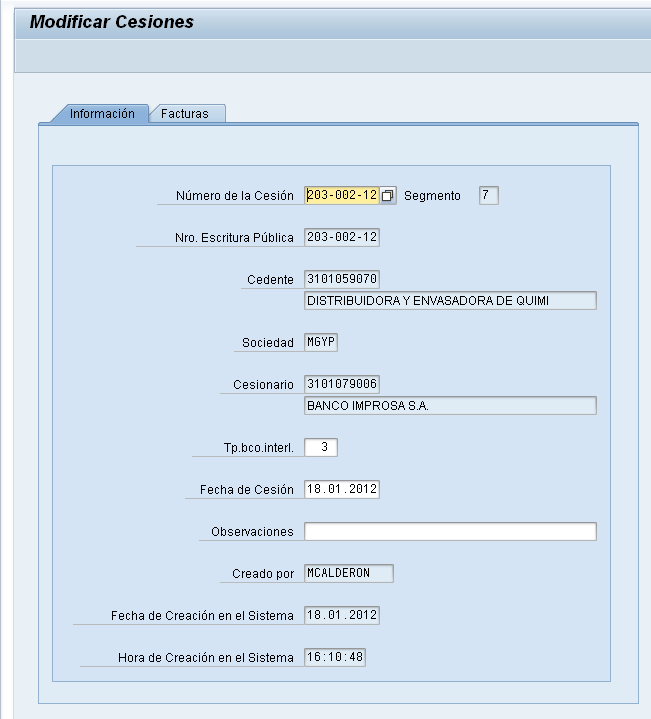 Modificar Cesiones
Información Facturas
Número de la Cesión 203-002-12 Segmento 7
Nro. Escritura Pública 203-002-12
Cedente 3101059070
DISTRIBUIDORA Y ENVASADORA DE QUIMI
Sociedad MGYP
Cesionario 3101079006
BANCO IMPROSA S.A.
Tp.bco.interl. 3
Fecha de Cesión 18.01.2012
Observaciones
Creado por MCALDERON
Fecha de Creación en el Sistema 18.01.2012
Hora de Creación en el Sistema 16:10:48